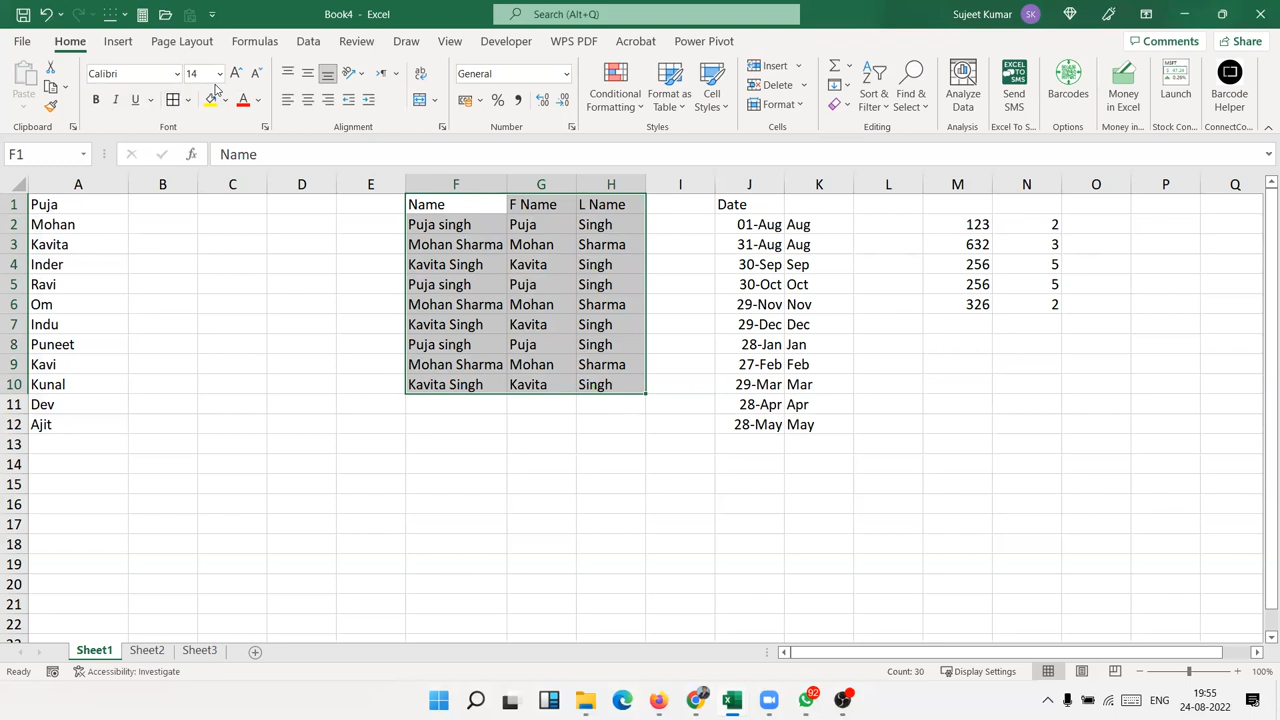 Book4 - Excel
Search (Alt+Q)
Sujeet Kumar
SK
File
Home
Insert
Page Layout
Formulas
Data
Review
View
Developer
WPS PDF
Acrobat
Power Pivot
Comments
Share
Paste
Clipboard
Calibri
14
Font
Alignment
General
Number
Conditional Formatting
Format as Table
Cell Styles
Styles
Insert
Delete
Format
Cells
Sort & Filter
Find & Select
Editing
Analyze Data
Analysis
Send SMS
Excel To S...
Barcodes
Options
Money in Excel
Money in...
Launch
Stock Con...
Barcode Helper
ConnectCo...
F1
Name
A B C D E F G H I J K L M N O P Q
1 Puja Name F Name L Name Date
2 Mohan Puja singh Puja Singh 01-Aug Aug 123 2
3 Kavita Mohan Sharma Mohan Sharma 31-Aug Aug 632 3
4 Inder Kavita Singh Kavita Singh 30-Sep Sep 256 5
5 Ravi Puja singh Puja Singh 30-Oct Oct 256 5
6 Om Mohan Sharma Mohan Sharma 29-Nov Nov 326 2
7 Indu Kavita Singh Kavita Singh 29-Dec Dec
8 Puneet Puja singh Puja Singh 28-Jan Jan
9 Kavi Mohan Sharma Mohan Sharma 27-Feb Feb
10 Kunal Kavita Singh Kavita Singh 29-Mar Mar
11 Dev 28-Apr Apr
12 Ajit 28-May May
13
14
15
16
17
18
19
20
21
22
Sheet1 Sheet2 Sheet3
Ready
Accessibility: Investigate
Count: 30
Display Settings
100%
92
ENG
19:55
24-08-2022